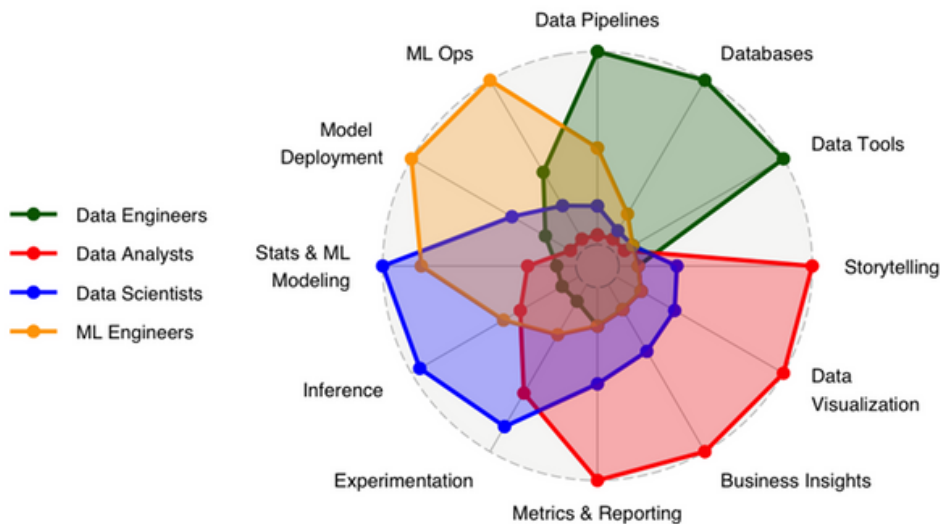 Data Pipelines
ML Ops
Databases
Model
Deployment
Data Tools
Data Engineers
Data Analysts
Data Scientists
ML Engineers
Stats & ML
Modeling
Storytelling
Inference
Data
Visualization
Experimentation
Business Insights
Metrics & Reporting